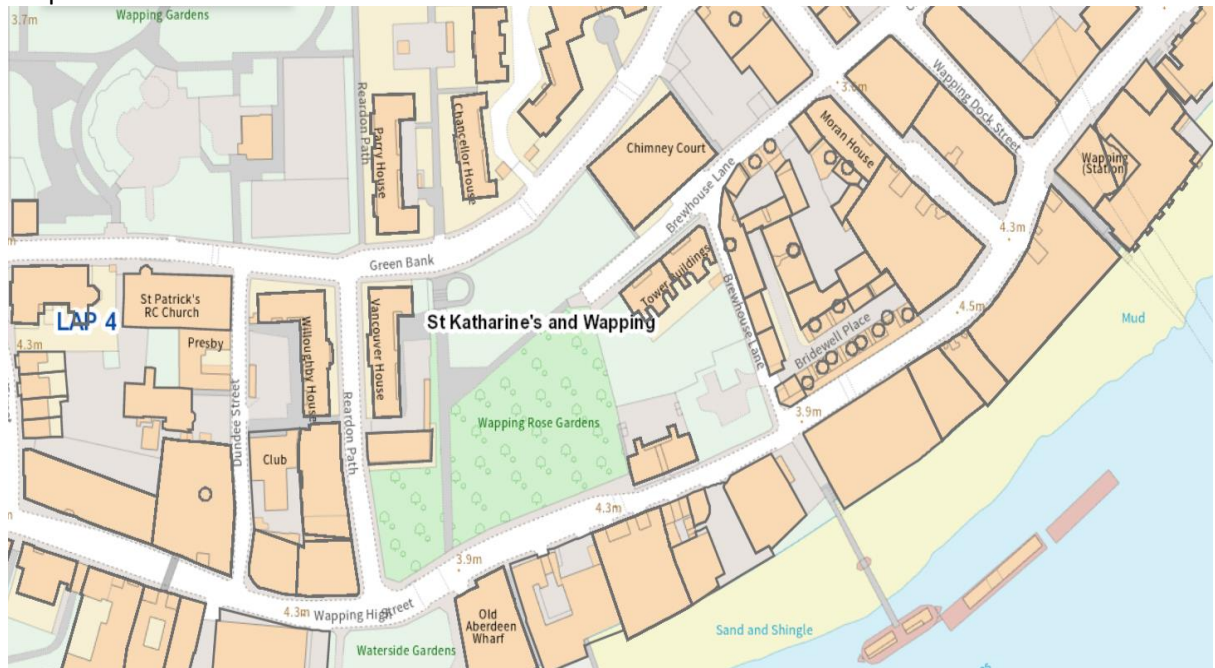 3.7m
Wapping Gardens
Reardon Path
Parry House
Chancellor House
Chimney Court
Brewhouse Lane
Moran House
3.6m
Wapping Dock Street
Wapping
(Station)
4.3m
Green Bank
St Patrick's
RC Church
LAP 4
4.3m
Presby
Willoughby House
Vancouver House
St Katharine's and Wapping
Tower Buildings
Brewhouse Lane
Bridewell Place
4.5m
Mud
Dundee Street
Reardon Path
Club
Wapping Rose Gardens
3.9m
4.3m
3.9m
4.3m
Wapping High Street
Old
Aberdeen
Wharf
Waterside Gardens
Sand and Shingle